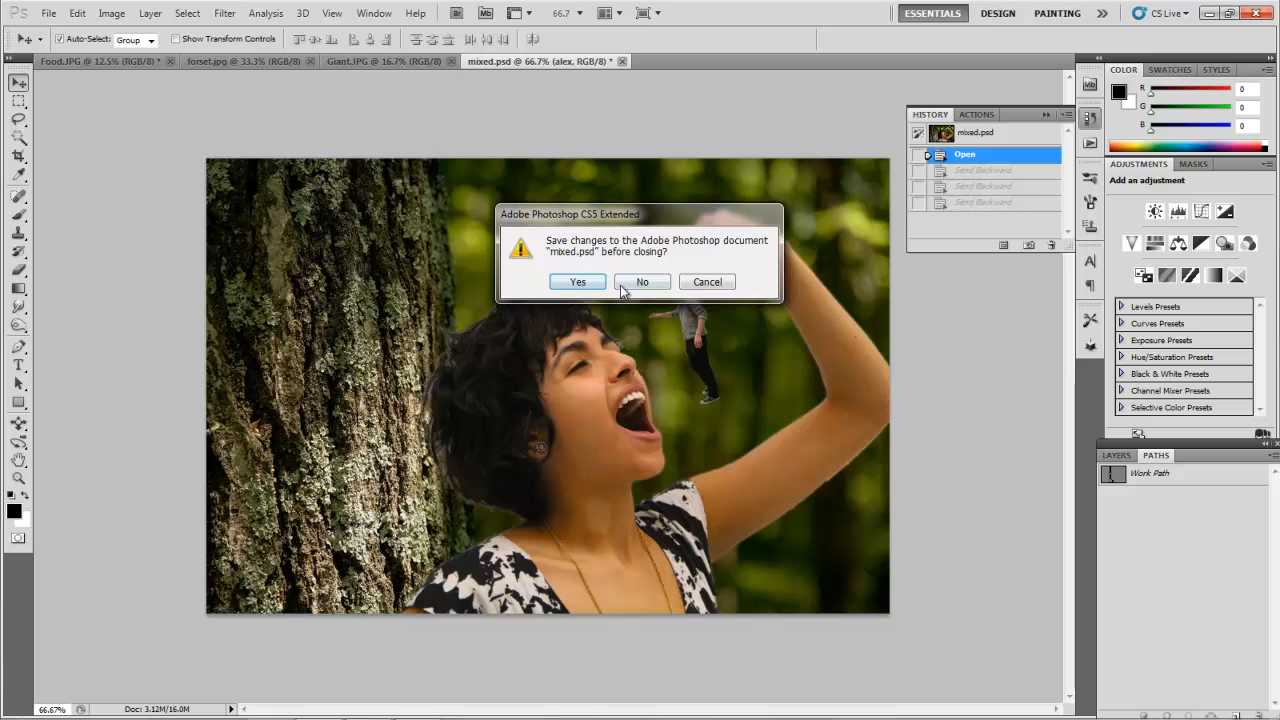 Ps File Edit Image Layer Select Filter Analysis 3D View Window Help Br Mb 66.7 ESSENTIALS DESIGN PAINTING CS Live
Auto-Select: Group Show Transform Controls
Food.JPG @ 12.5% (RGB/8) * forset.jpg @ 33.3% (RGB/8) Giant.JPG @ 16.7% (RGB/8) mixed.psd @ 66.7% (alex, RGB/8) *
COLOR SWATCHES STYLES
Mb
R 0
G 0
B 0
HISTORY ACTIONS
mixed.psd
Open
Send Backward
Send Backward
Send Backward
ADJUSTMENTS MASKS
Add an adjustment
Adobe Photoshop CS5 Extended
Save changes to the Adobe Photoshop document
"mixed.psd" before closing?
Yes No Cancel
Levels Presets
Curves Presets
Exposure Presets
Hue/Saturation Presets
Black & White Presets
Channel Mixer Presets
Selective Color Presets
LAYERS PATHS
Work Path
66.67% Doc: 3.12M/16.0M